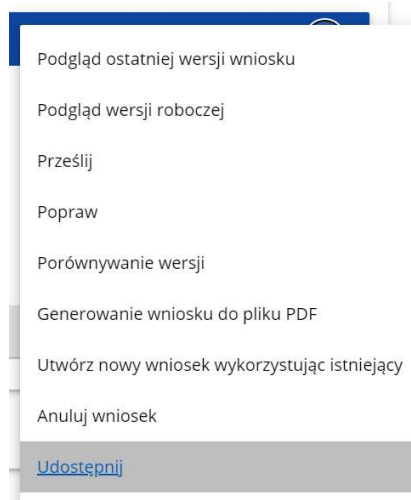 Podgląd ostatniej wersji wniosku
Podgląd wersji roboczej
Prześlij
Popraw
Porównywanie wersji
Generowanie wniosku do pliku PDF
Utwórz nowy wniosek wykorzystując istniejący
Anuluj wniosek
Udostępnij